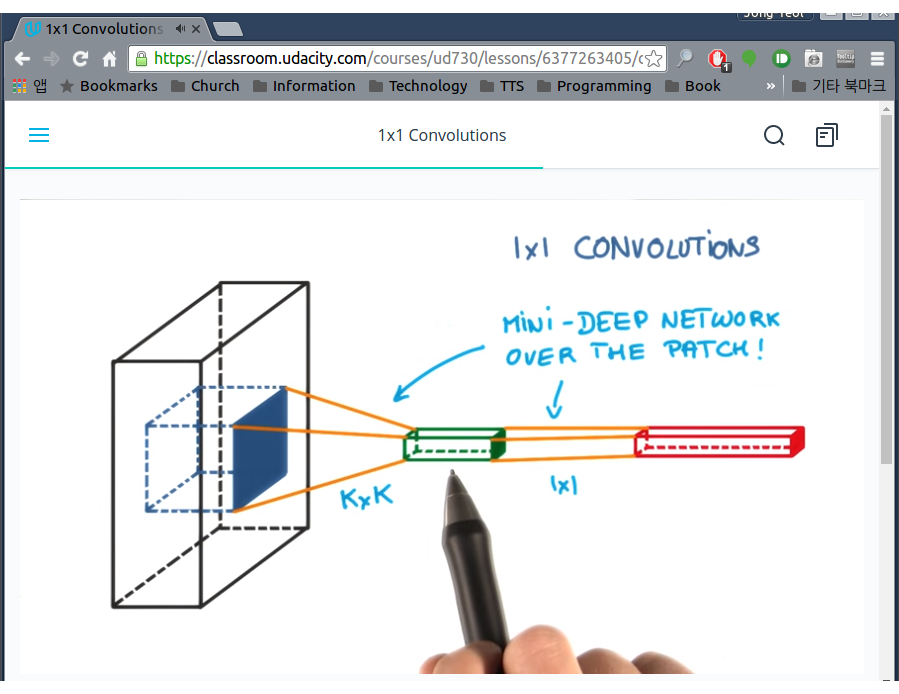 1x1 Convolutions
Jong Yeol
https://classroom.udacity.com/courses/ud730/lessons/6377263405/c
1
앱 Bookmarks Church Information Technology TTS Programming Book » 기타 북마크
1x1 Convolutions
1x1 CONVOLUTiONS
MiNi-DEEP NETWORK
OVER THE PATCH!
KxK
1x1